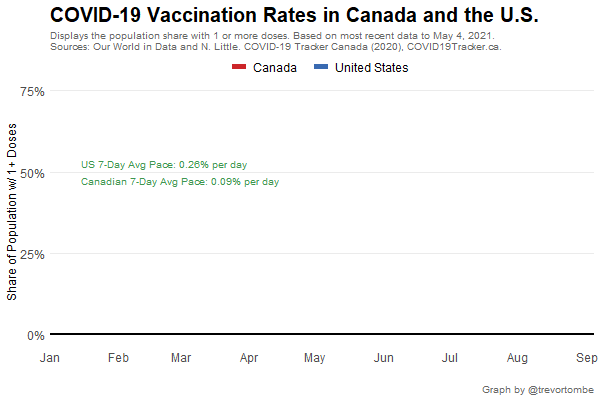 COVID-19 Vaccination Rates in Canada and the U.S.
Displays the population share with 1 or more doses. Based on most recent data to May 4, 2021.
Sources: Our World in Data and N. Little. COVID-19 Tracker Canada (2020), COVID19Tracker.ca.
Canada United States
75%
US 7-Day Avg Pace: 0.26% per day
50%
Canadian 7-Day Avg Pace: 0.09% per day
25%
0%
Share of Population w/ 1+ Doses
Jan Feb Mar Apr May Jun Jul Aug Sep
Graph by @trevortombe